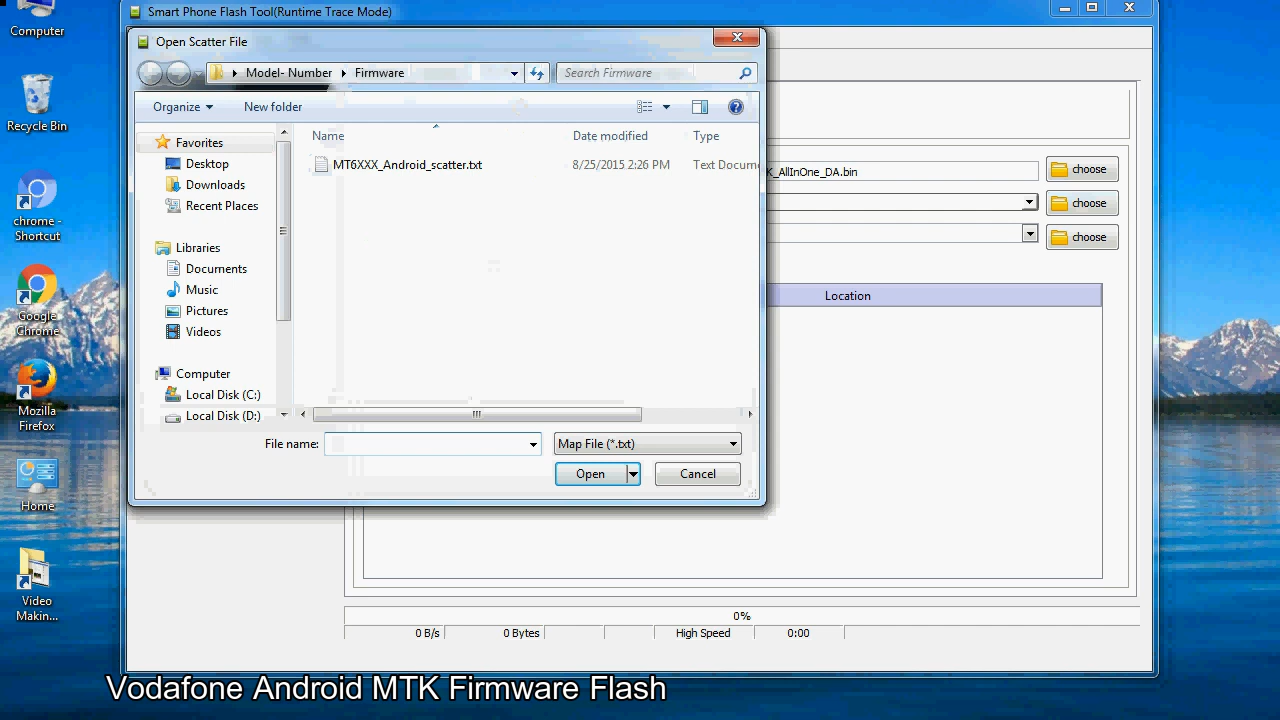 Computer
Recycle Bin
chrome -
Shortcut
Google
Chrome
Mozilla
Firefox
Home
Video
Makin...
Smart Phone Flash Tool(Runtime Trace Mode)
Open Scatter File
Model- Number
Firmware
Search Firmware
Organize
New folder
Favorites
Desktop
Downloads
Recent Places
Libraries
Documents
Music
Pictures
Videos
Computer
Local Disk (C:)
Local Disk (D:)
Name
Date modified
Type
MT6XXX_Android_scatter.txt
8/25/2015 2:26 PM
Text Docum
File name:
Map File (*.txt)
Open
Cancel
K_AllInOne_DA.bin
choose
choose
choose
Location
0%
0 B/s
0 Bytes
High Speed
0:00
Vodafone Android MTK Firmware Flash